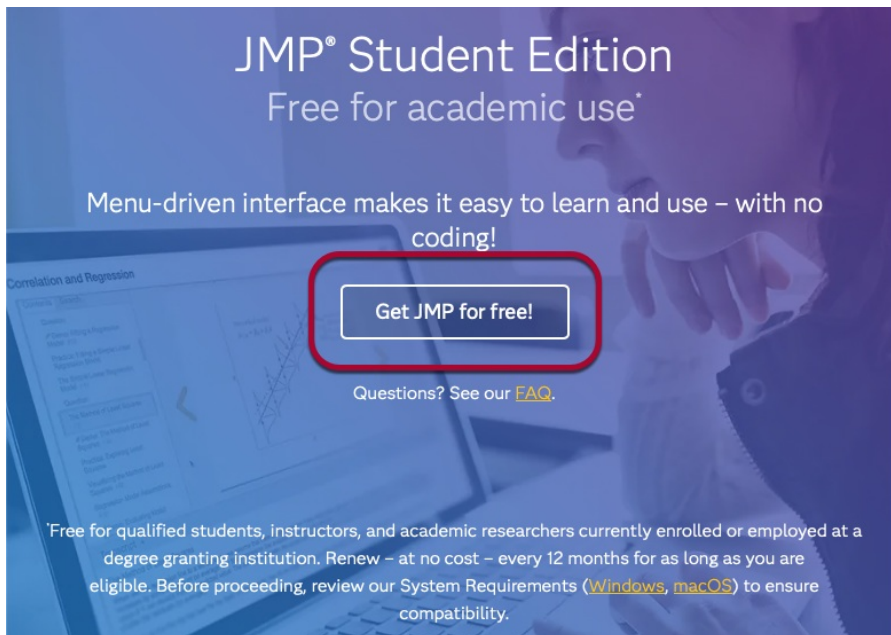 JMP® Student Edition
Free for academic use*
Menu-driven interface makes it easy to learn and use – with no
coding!
Correlation and Regression
Get JMP for free!
Questions? See our FAQ.
*Free for qualified students, instructors, and academic researchers currently enrolled or employed at a
degree granting institution. Renew – at no cost – every 12 months for as long as you are
eligible. Before proceeding, review our System Requirements (Windows, macOS) to ensure
compatibility.